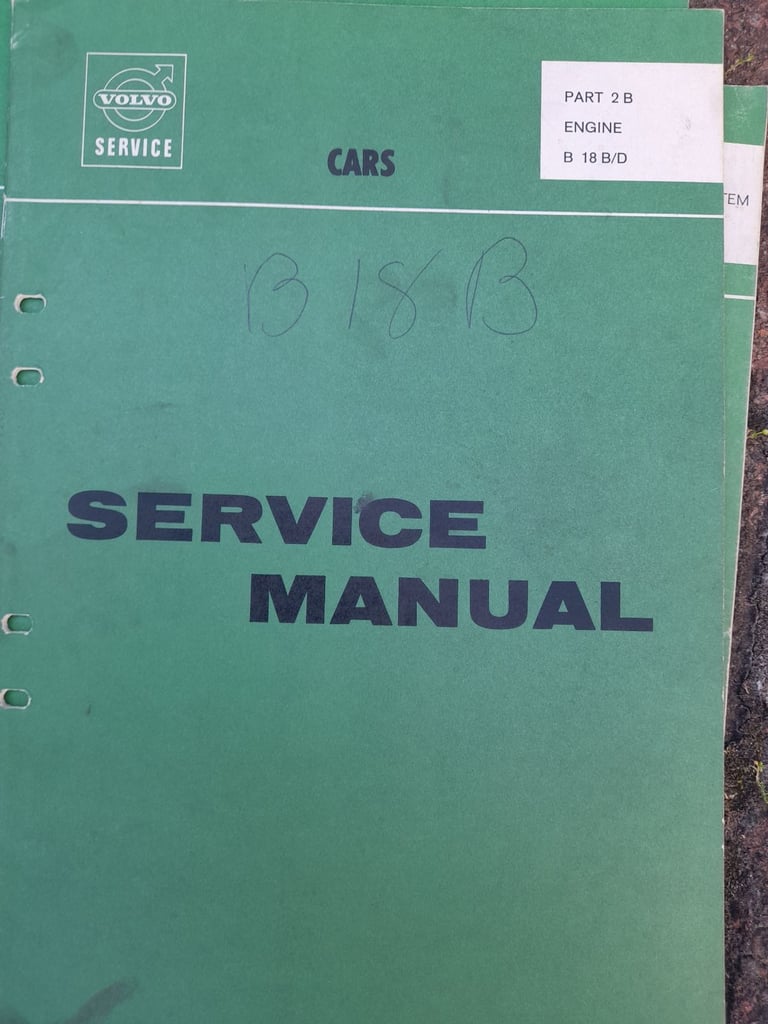 VOLVO
SERVICE
CARS
PART 2 B
ENGINE
B 18 B/D
TEM
B 18 B
SERVICE
MANUAL